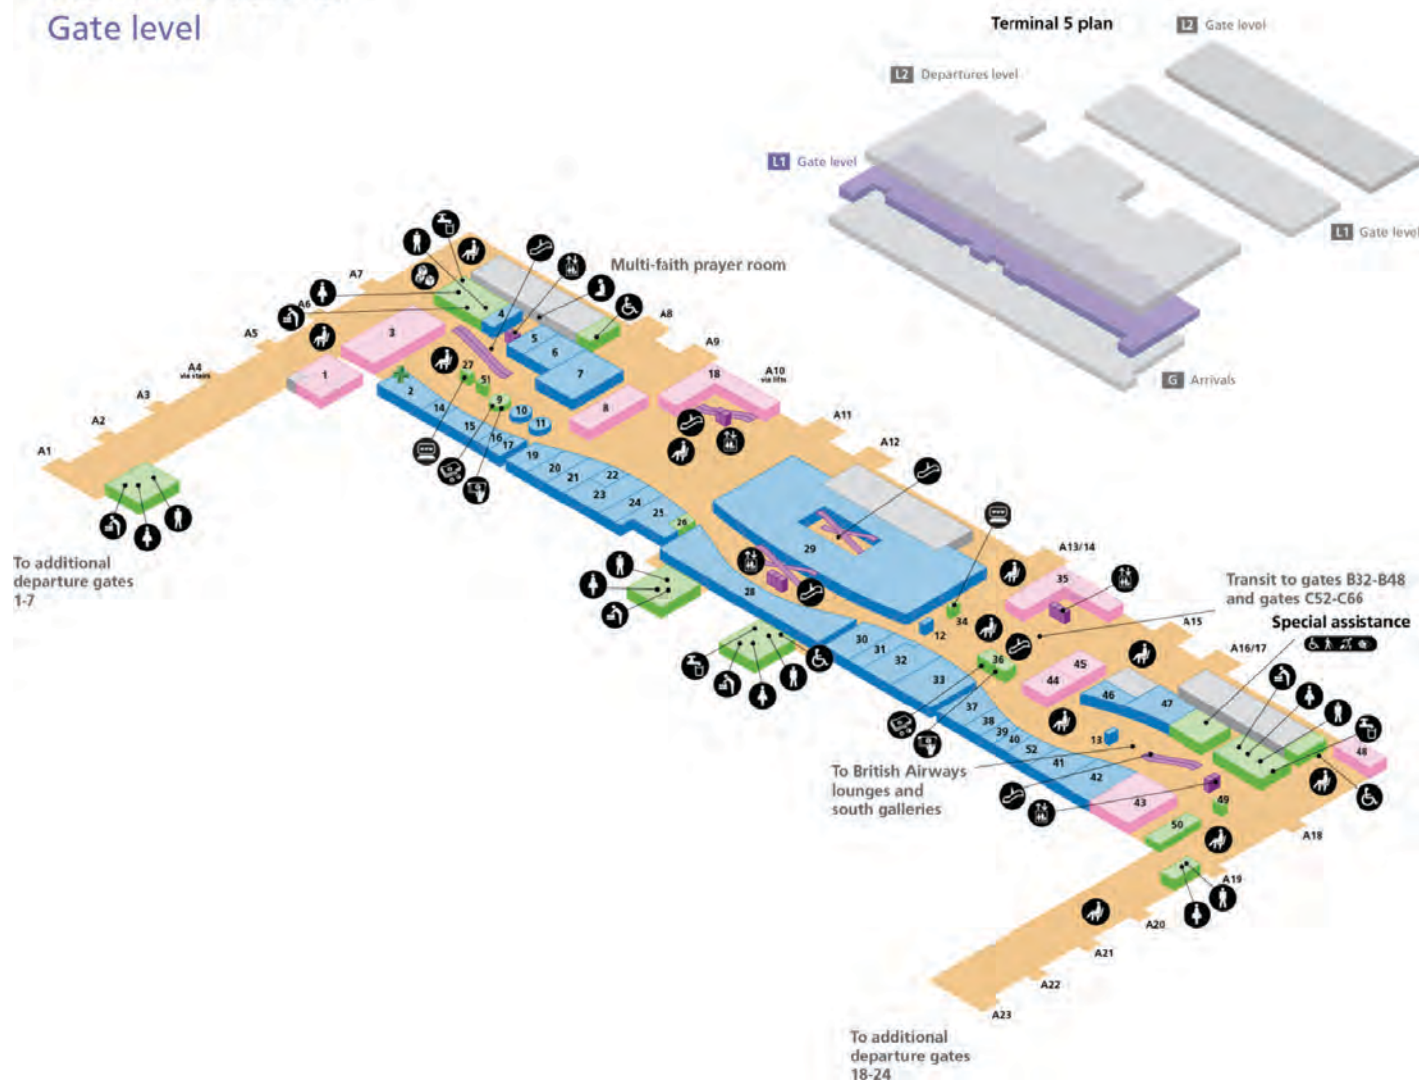 Gate level
Terminal 5 plan
L2 Gate level
L2 Departures level
L1 Gate level
L1 Gate level
G Arrivals
Multi-faith prayer room
A7
A6
A5
A4
via stairs
A3
A2
A1
A8
A9
A10
via lifts
A11
A12
A13/14
A15
A16/17
A18
A19
A20
A21
A22
A23
1
2
3
4
5
6
7
8
9
10
11
12
13
14
15
16
17
18
19
20
21
22
23
24
25
26
27
28
29
30
31
32
33
34
35
36
37
38
39
40
41
42
43
44
45
46
47
48
49
50
51
52
To additional
departure gates
1-7
Transit to gates B32-B48
and gates C52-C66
Special assistance
To British Airways
lounges and
south galleries
To additional
departure gates
18-24